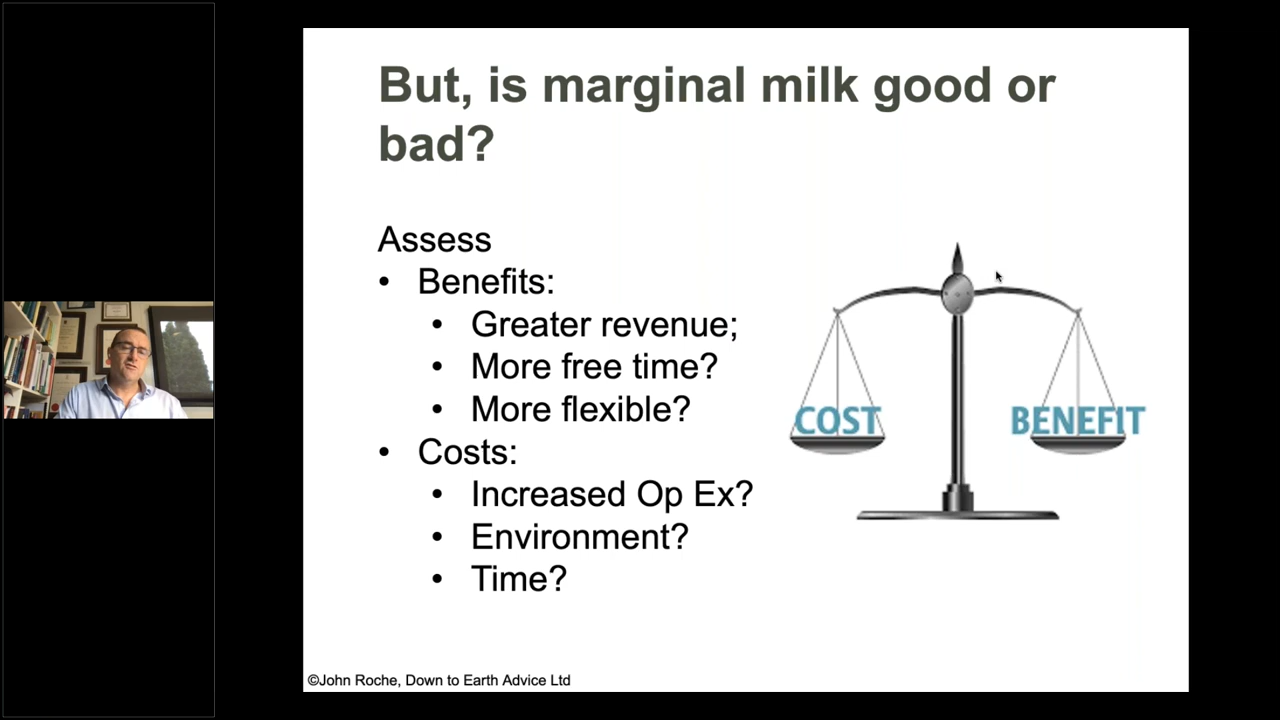 But, is marginal milk good or
bad?
Assess
• Benefits:
• Greater revenue;
• More free time?
• More flexible?
• Costs:
• Increased Op Ex?
• Environment?
• Time?
COST
BENEFIT
©John Roche, Down to Earth Advice Ltd